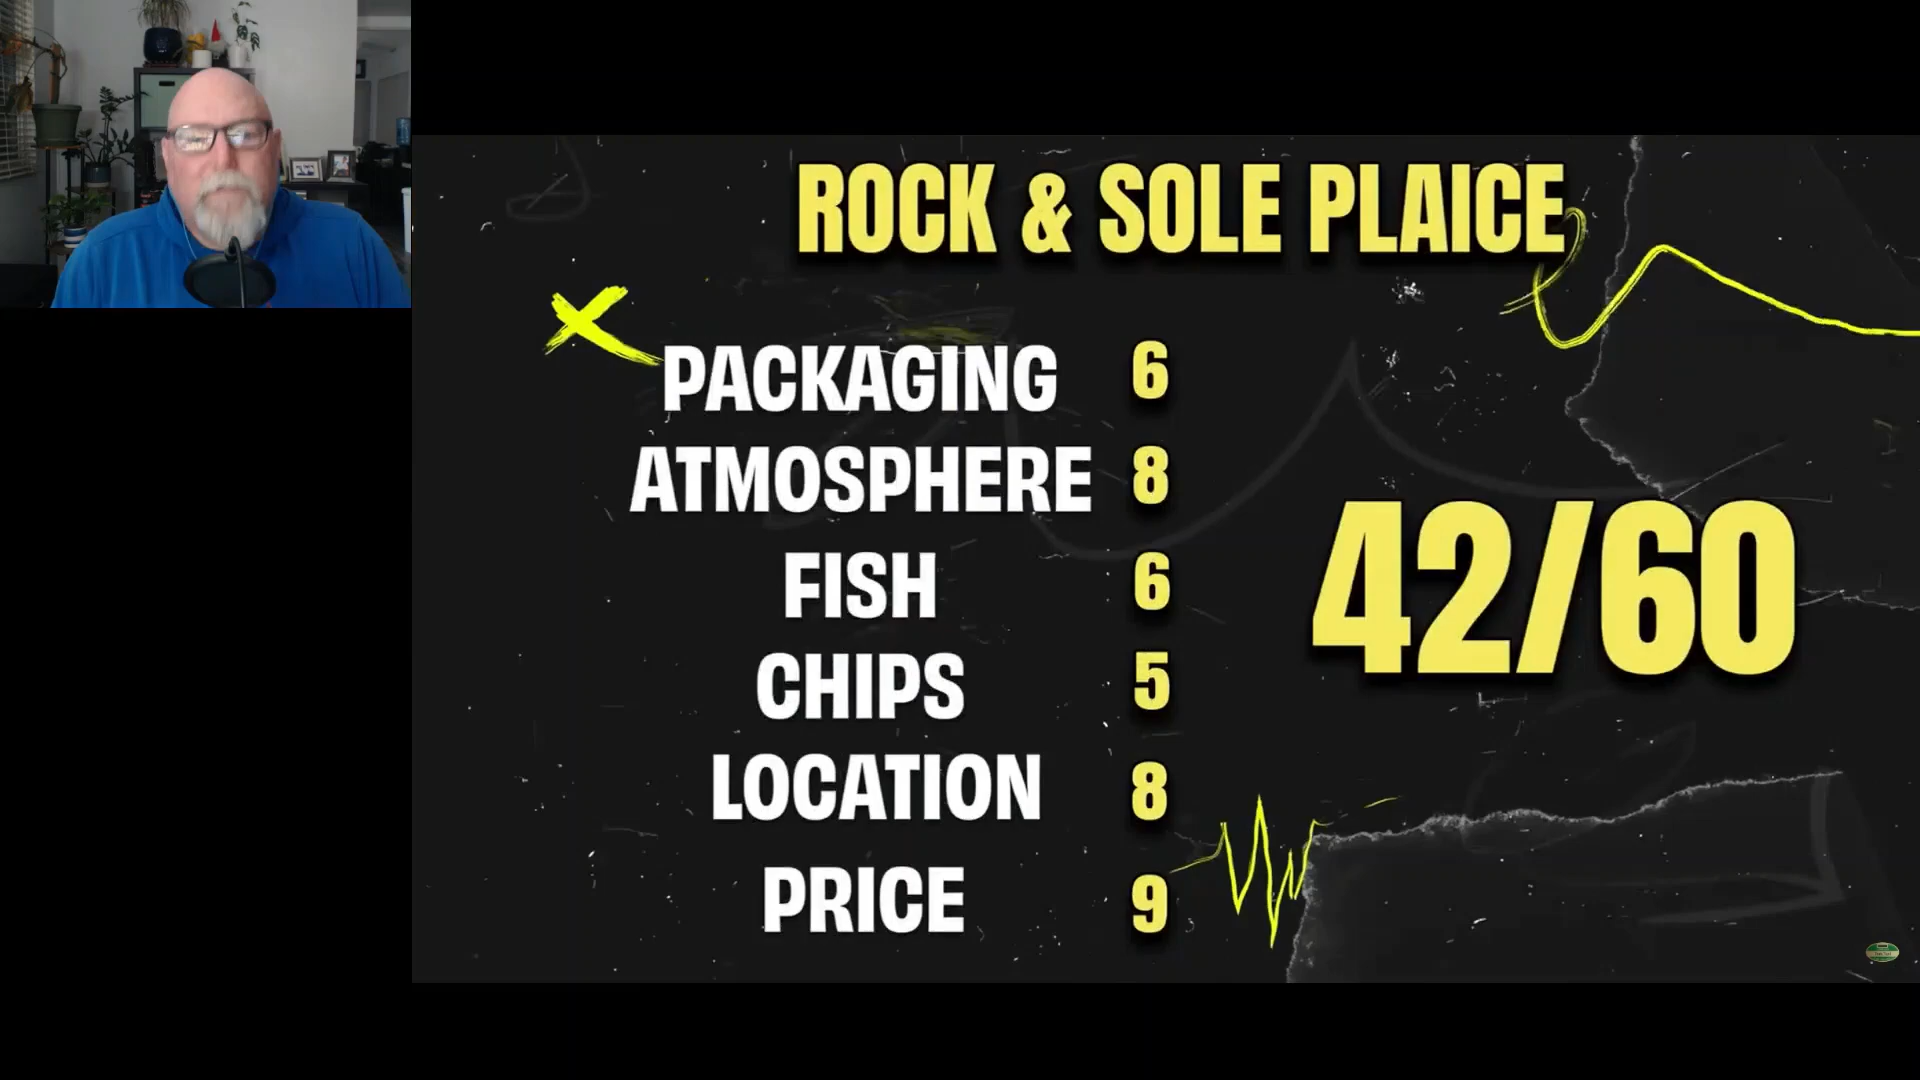 ROCK & SOLE PLAICE
PACKAGING 6
ATMOSPHERE 8
FISH 6
CHIPS 5
LOCATION 8
PRICE 9
42/60